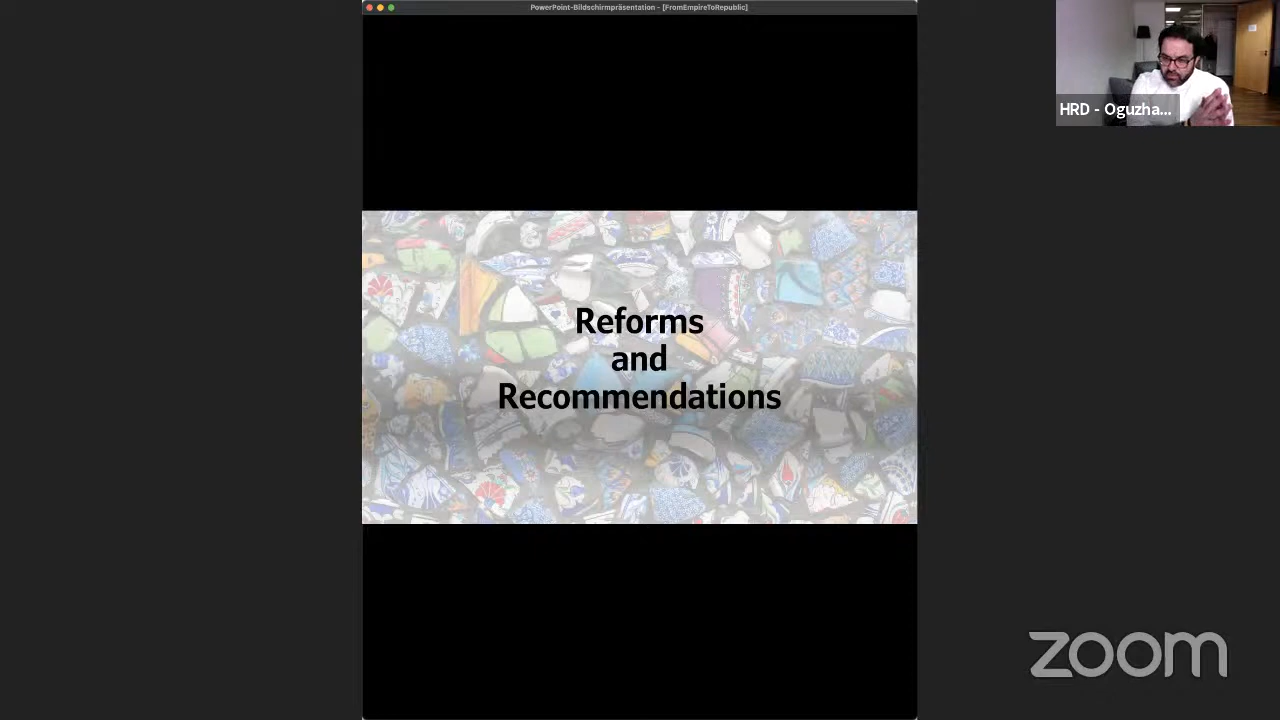 PowerPoint-Bildschirmpräsentation - [FromEmpireToRepublic]
HRD - Oguzha...
Reforms
and
Recommendations
zoom